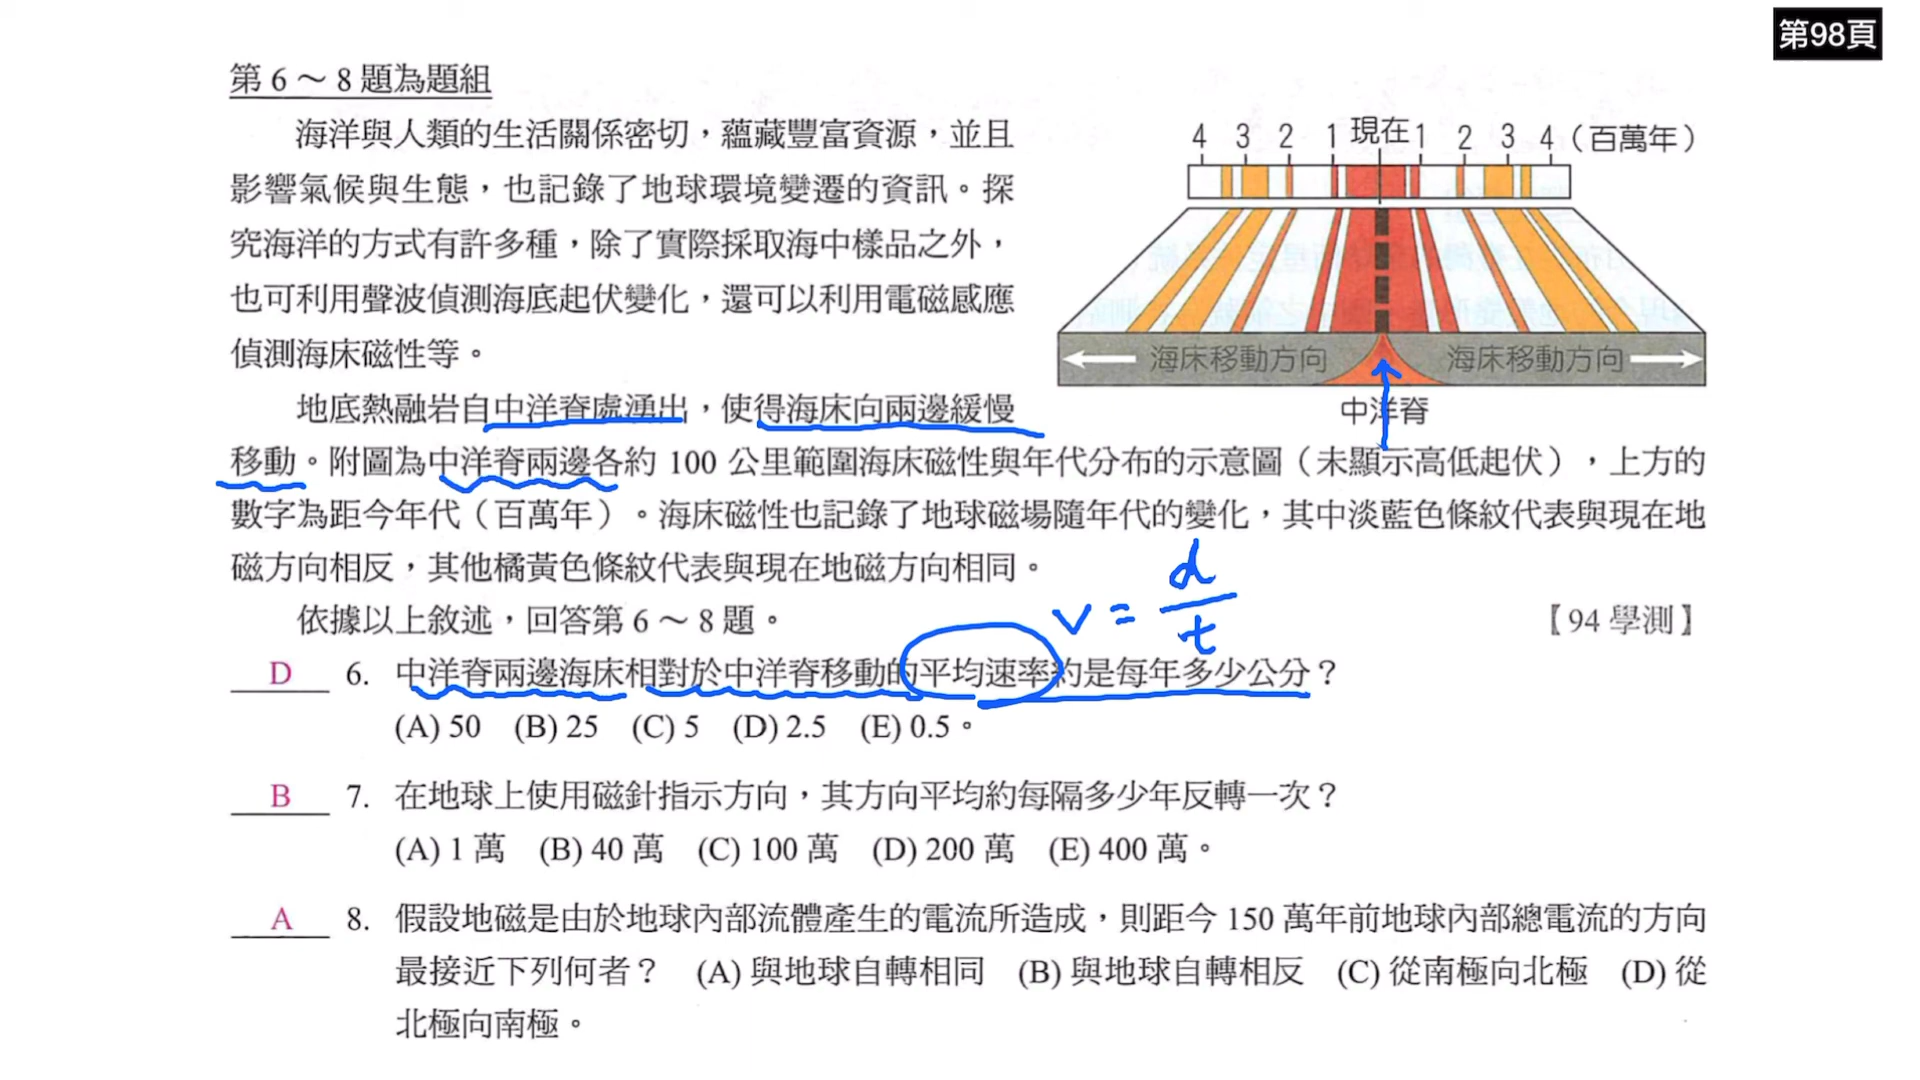 第98頁
第 6 ～ 8 題為題組
海洋與人類的生活關係密切，蘊藏豐富資源，並且
影響氣候與生態，也記錄了地球環境變遷的資訊。探
究海洋的方式有許多種，除了實際採取海中樣品之外，
也可利用聲波偵測海底起伏變化，還可以利用電磁感應
偵測海床磁性等。
4 3 2 1 現在 1 2 3 4 (百萬年)
海床移動方向 海床移動方向
中洋脊
地底熱融岩自中洋脊處湧出，使得海床向兩邊緩慢
移動。附圖為中洋脊兩邊各約 100 公里範圍海床磁性與年代分布的示意圖（未顯示高低起伏），上方的
數字為距今年代（百萬年）。海床磁性也記錄了地球磁場隨年代的變化，其中淡藍色條紋代表與現在地
磁方向相反，其他橘黃色條紋代表與現在地磁方向相同。
依據以上敘述，回答第 6 ～ 8 題。 【94 學測】
v = d/t
D 6. 中洋脊兩邊海床相對於中洋脊移動的平均速率約是每年多少公分？
(A) 50 (B) 25 (C) 5 (D) 2.5 (E) 0.5。
B 7. 在地球上使用磁針指示方向，其方向平均約每隔多少年反轉一次？
(A) 1 萬 (B) 40 萬 (C) 100 萬 (D) 200 萬 (E) 400 萬。
A 8. 假設地磁是由於地球內部流體產生的電流所造成，則距今 150 萬年前地球內部總電流的方向
最接近下列何者？ (A) 與地球自轉相同 (B) 與地球自轉相反 (C) 從南極向北極 (D) 從
北極向南極。